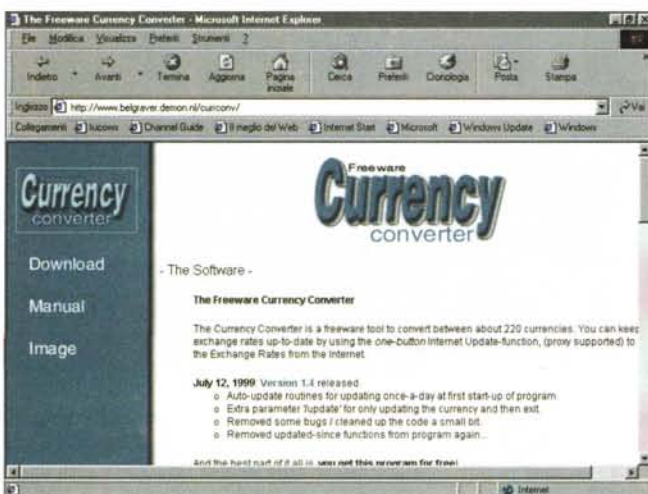 The Freeware Currency Converter - Microsoft Internet Explorer
File Modifica Visualizza Preferiti Strumenti ?
Indietro Avanti Termina Aggiorna Pagina iniziale Cerca Preferiti Cronologia Posta Stampa
Indirizzo http://www.belgraver.demon.nl/currconv/ Vai
Collegamenti Channel Guide Il meglio del Web Internet Start Microsoft Windows Update Windows
Currency
converter
Download
Manual
Image
Freeware
Currency
converter
- The Software -
The Freeware Currency Converter
The Currency Converter is a freeware tool to convert between about 220 currencies. You can keep
exchange rates up-to-date by using the one-button Internet Update-function, (proxy supported) to
the Exchange Rates from the Internet.
July 12, 1999 Version 1.4 released.
o Auto-update routines for updating once-a-day at first start-up of program.
o Extra parameter '/update' for only updating the currency and then exit.
o Removed some bugs / cleaned up the code a small bit.
o Removed updated-since functions from program again...
And the best part of it all is, you get this program for free!
Internet